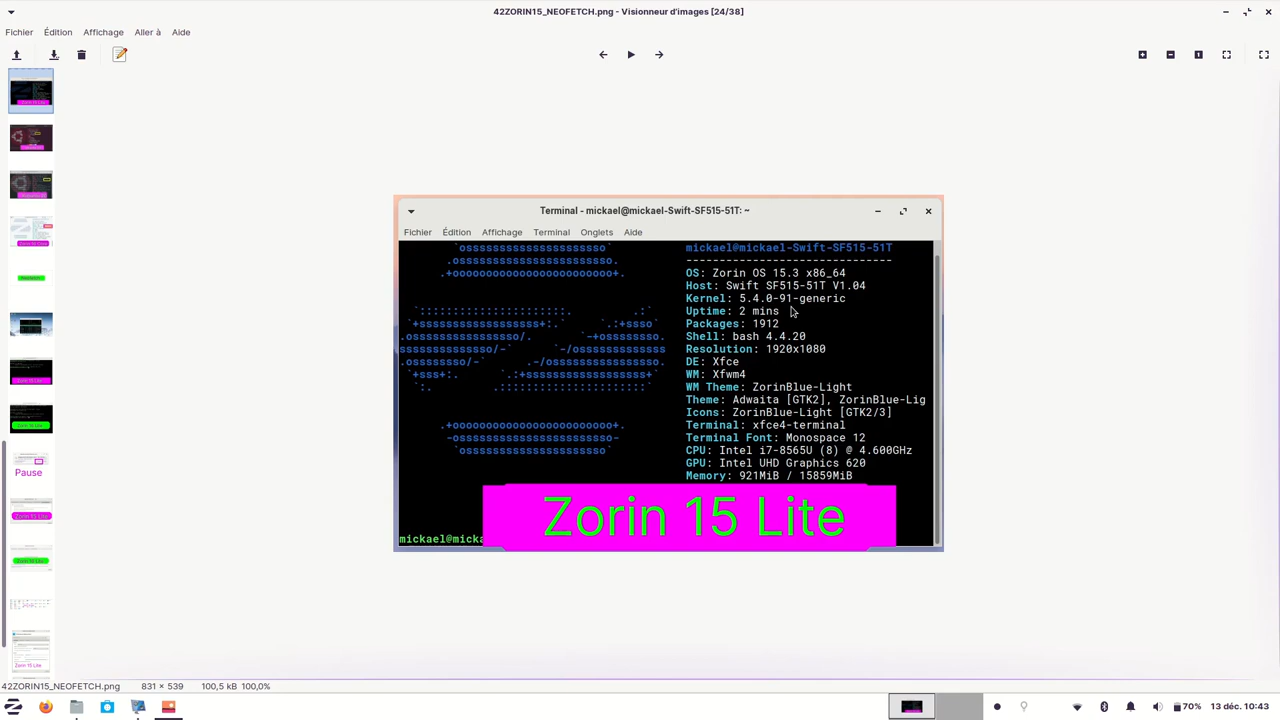 42ZORIN15_NEOFETCH.png - Visionneur d'images [24/38]
Fichier Édition Affichage Aller à Aide
Terminal - mickael@mickael-Swift-SF515-51T: ~
Fichier Édition Affichage Terminal Onglets Aide
mickael@mickael-Swift-SF515-51T
-------------------------------
OS: Zorin OS 15.3 x86_64
Host: Swift SF515-51T V1.04
Kernel: 5.4.0-91-generic
Uptime: 2 mins
Packages: 1912
Shell: bash 4.4.20
Resolution: 1920x1080
DE: Xfce
WM: Xfwm4
WM Theme: ZorinBlue-Light
Theme: Adwaita [GTK2], ZorinBlue-Lig
Icons: ZorinBlue-Light [GTK2/3]
Terminal: xfce4-terminal
Terminal Font: Monospace 12
CPU: Intel i7-8565U (8) @ 4.600GHz
GPU: Intel UHD Graphics 620
Memory: 921MiB / 15859MiB
Zorin 15 Lite
mickael@micka
Pause
Zorin 15 Lite
42ZORIN15_NEOFETCH.png 831 × 539 100,5 kB 100,0%
70% 13 déc. 10:43